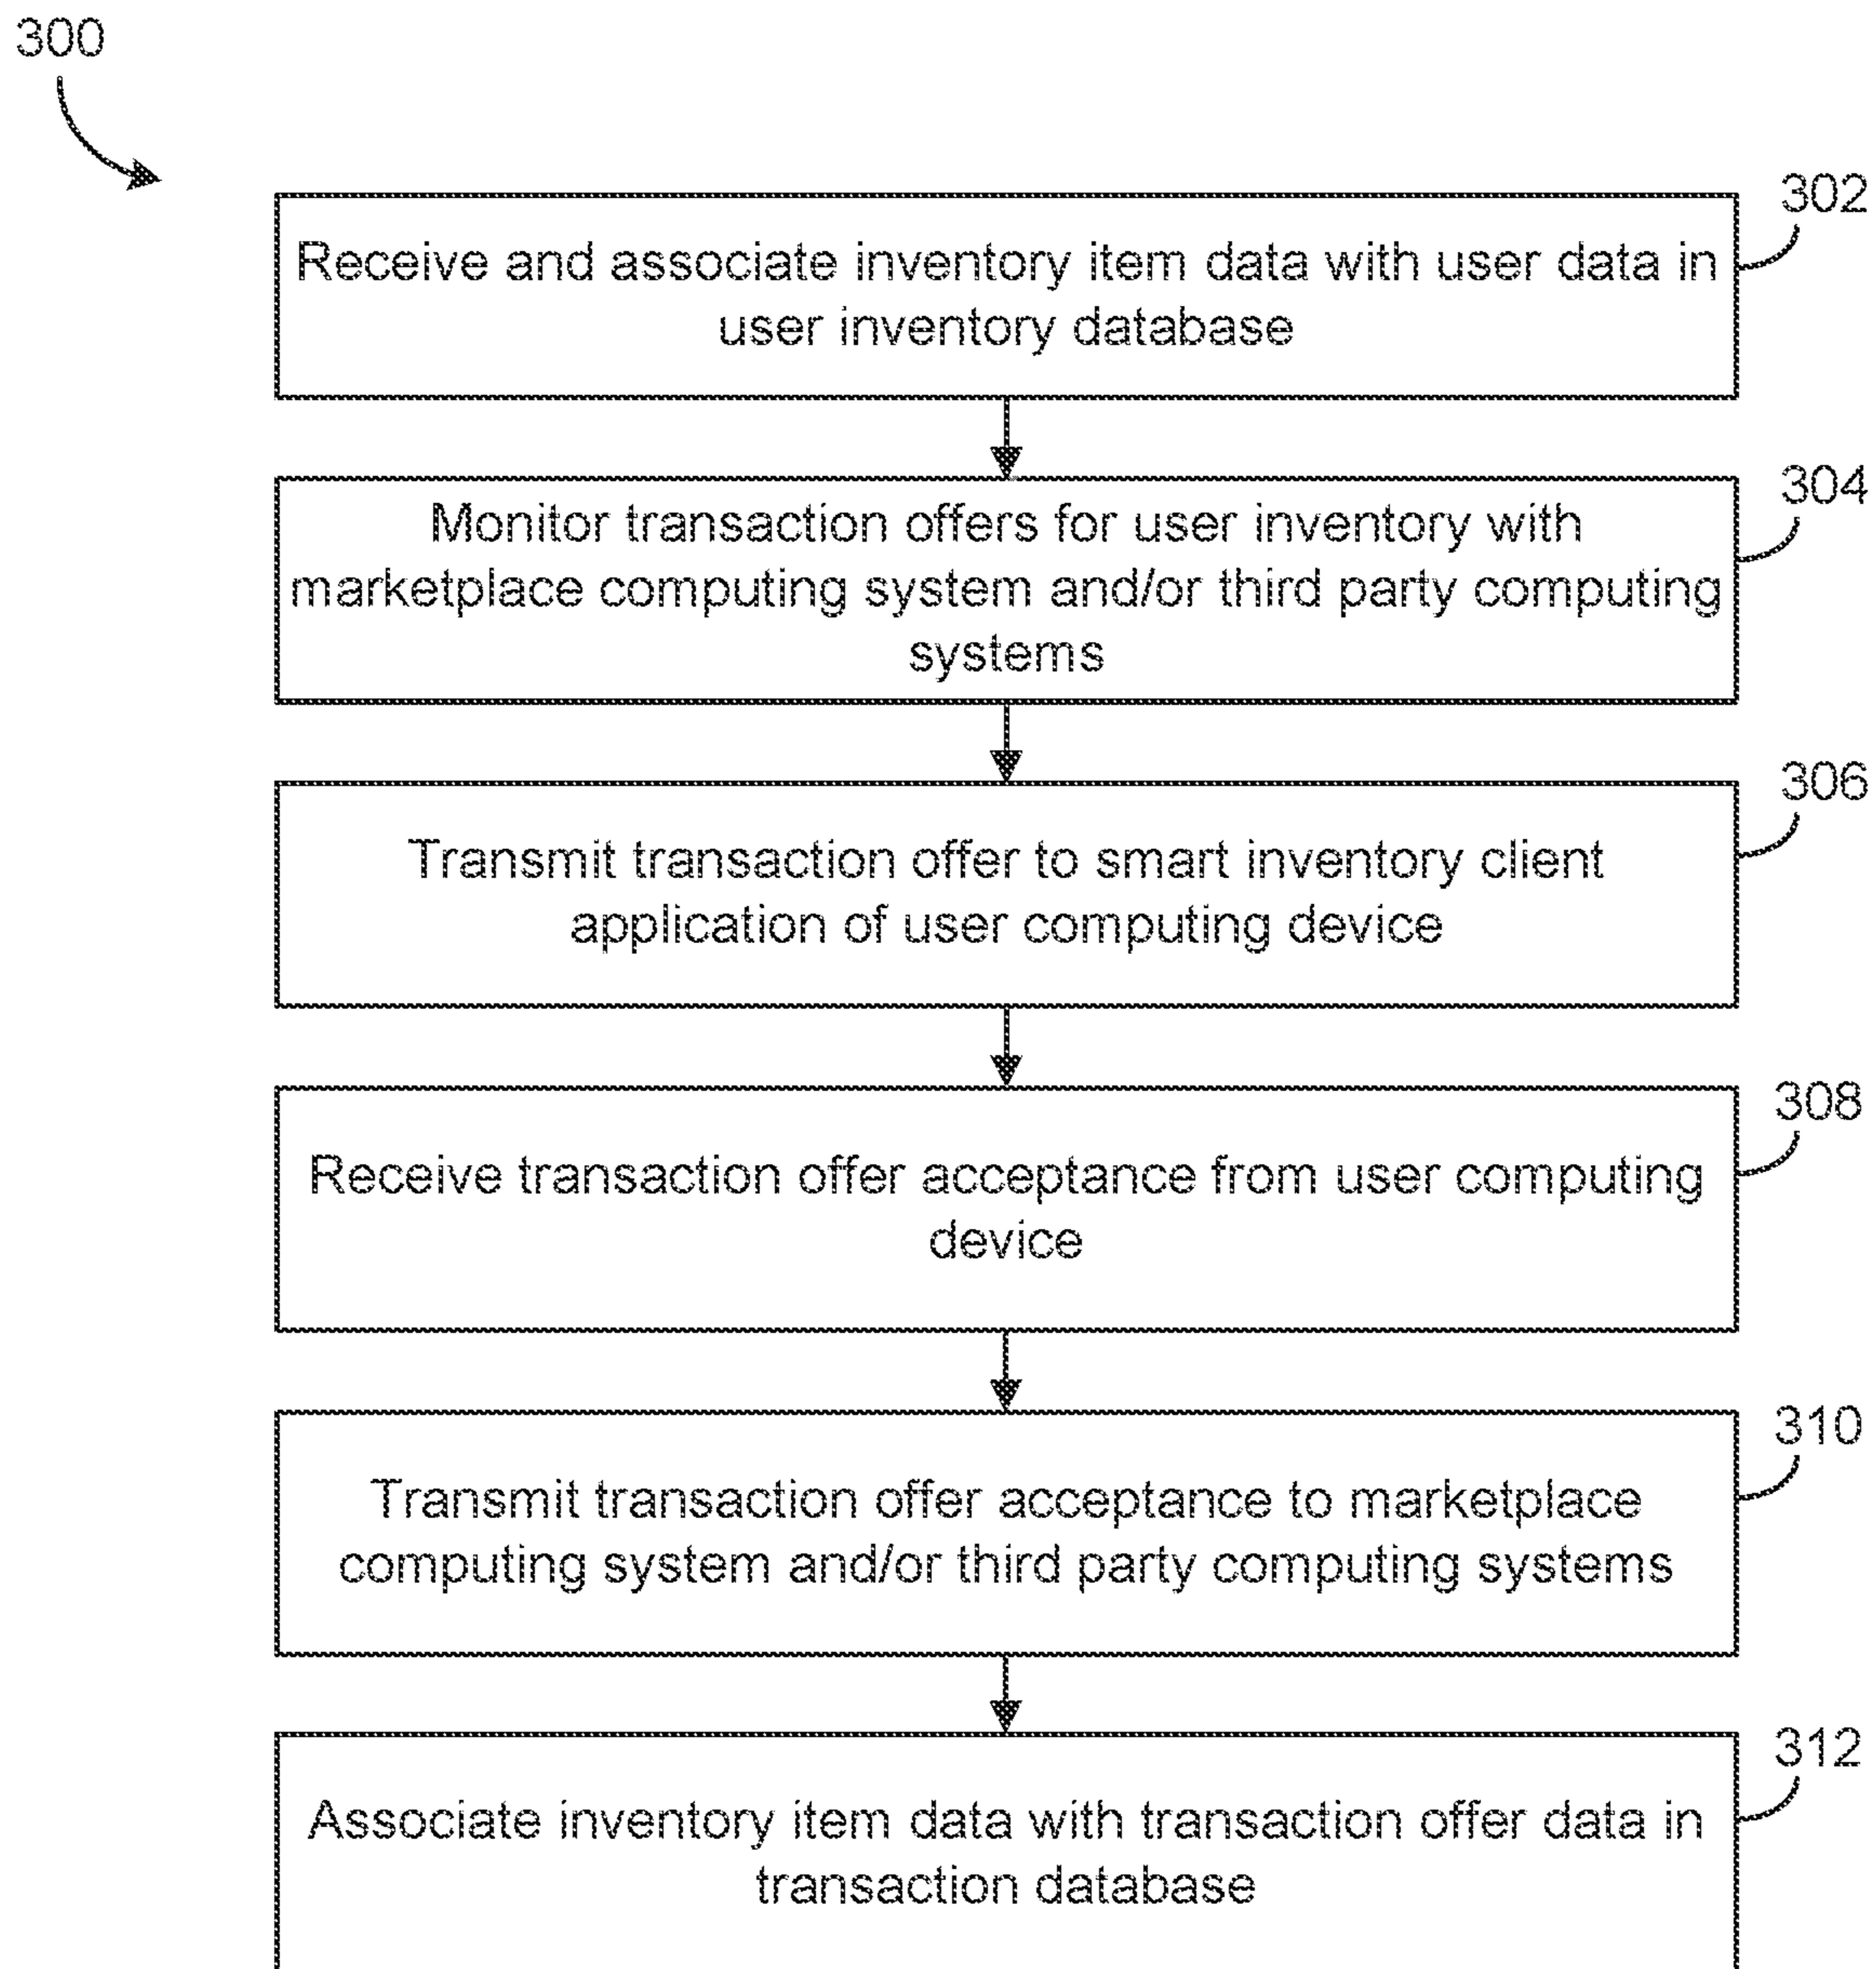 300
302
Receive and associate inventory item data with user data in
user inventory database
304
Monitor transaction offers for user inventory with
marketplace computing system and/or third party computing
systems
306
Transmit transaction offer to smart inventory client
application of user computing device
308
Receive transaction offer acceptance from user computing
device
310
Transmit transaction offer acceptance to marketplace
computing system and/or third party computing systems
312
Associate inventory item data with transaction offer data in
transaction database